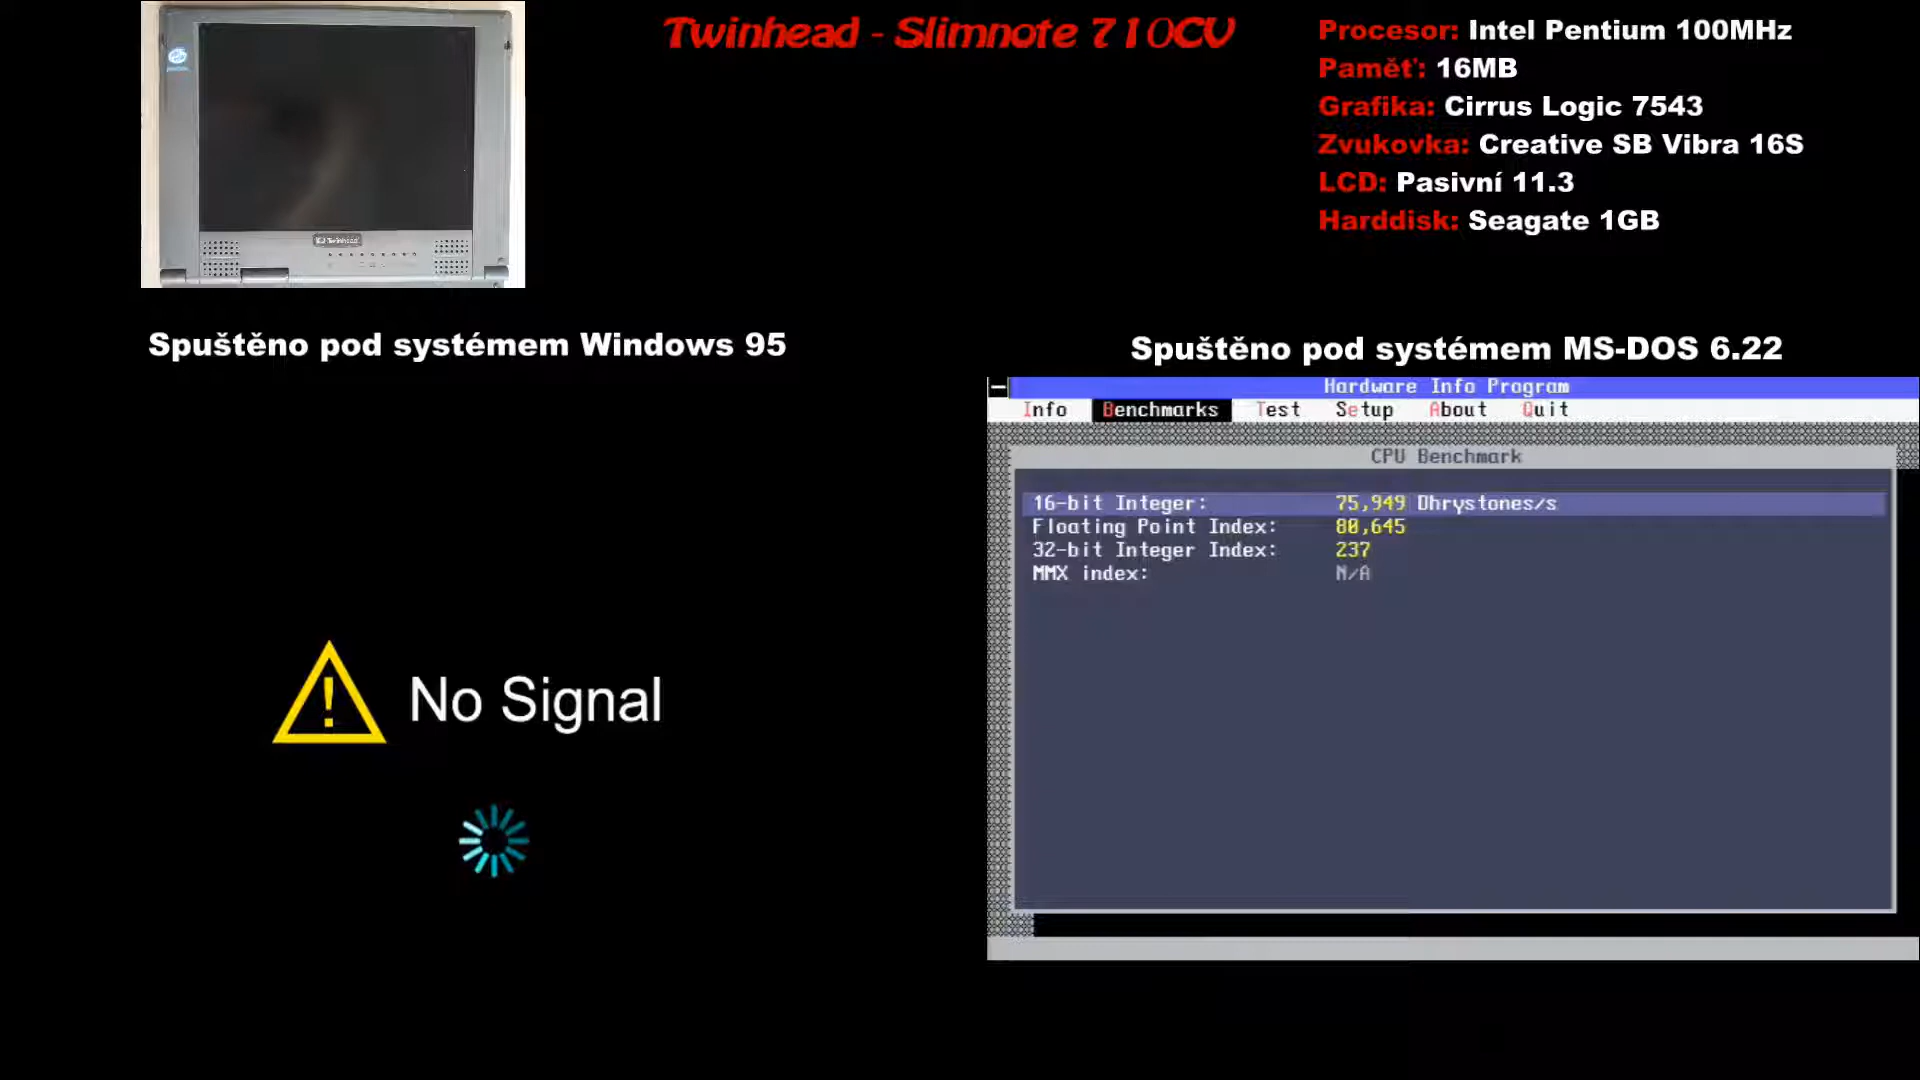 Twinhead - Slimnote 710CV
Procesor: Intel Pentium 100MHz
Paměť: 16MB
Grafika: Cirrus Logic 7543
Zvukovka: Creative SB Vibra 16S
LCD: Pasivní 11.3
Harddisk: Seagate 1GB
Twinhead
Spuštěno pod systémem Windows 95
No Signal
Spuštěno pod systémem MS-DOS 6.22
Hardware Info Program
Info Benchmarks Test Setup About Quit
CPU Benchmark
16-bit Integer: 75,949 Dhrystones/s
Floating Point Index: 80,645
32-bit Integer Index: 237
MMX index: N/A